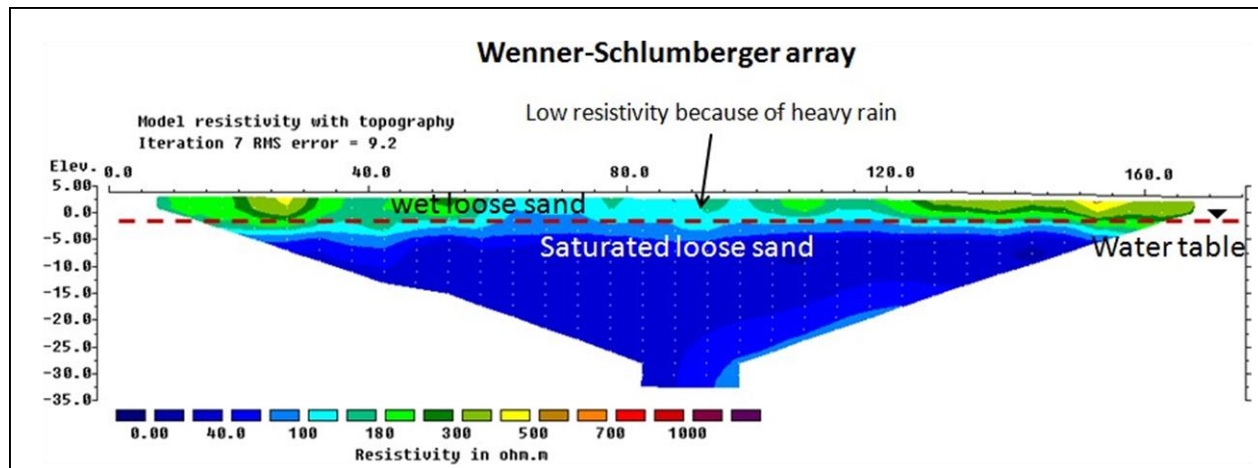 Wenner-Schlumberger array
Low resistivity because of heavy rain
Model resistivity with topography
Iteration 7 RMS error = 9.2
Elev. 0.0 40.0 80.0 120.0 160.0
5.00
0.0
-5.00
-10.0
-15.0
-20.0
-25.0
-30.0
-35.0
wet loose sand
Saturated loose sand
Water table
0.00 40.0 100 180 300 500 700 1000
Resistivity in ohm.m